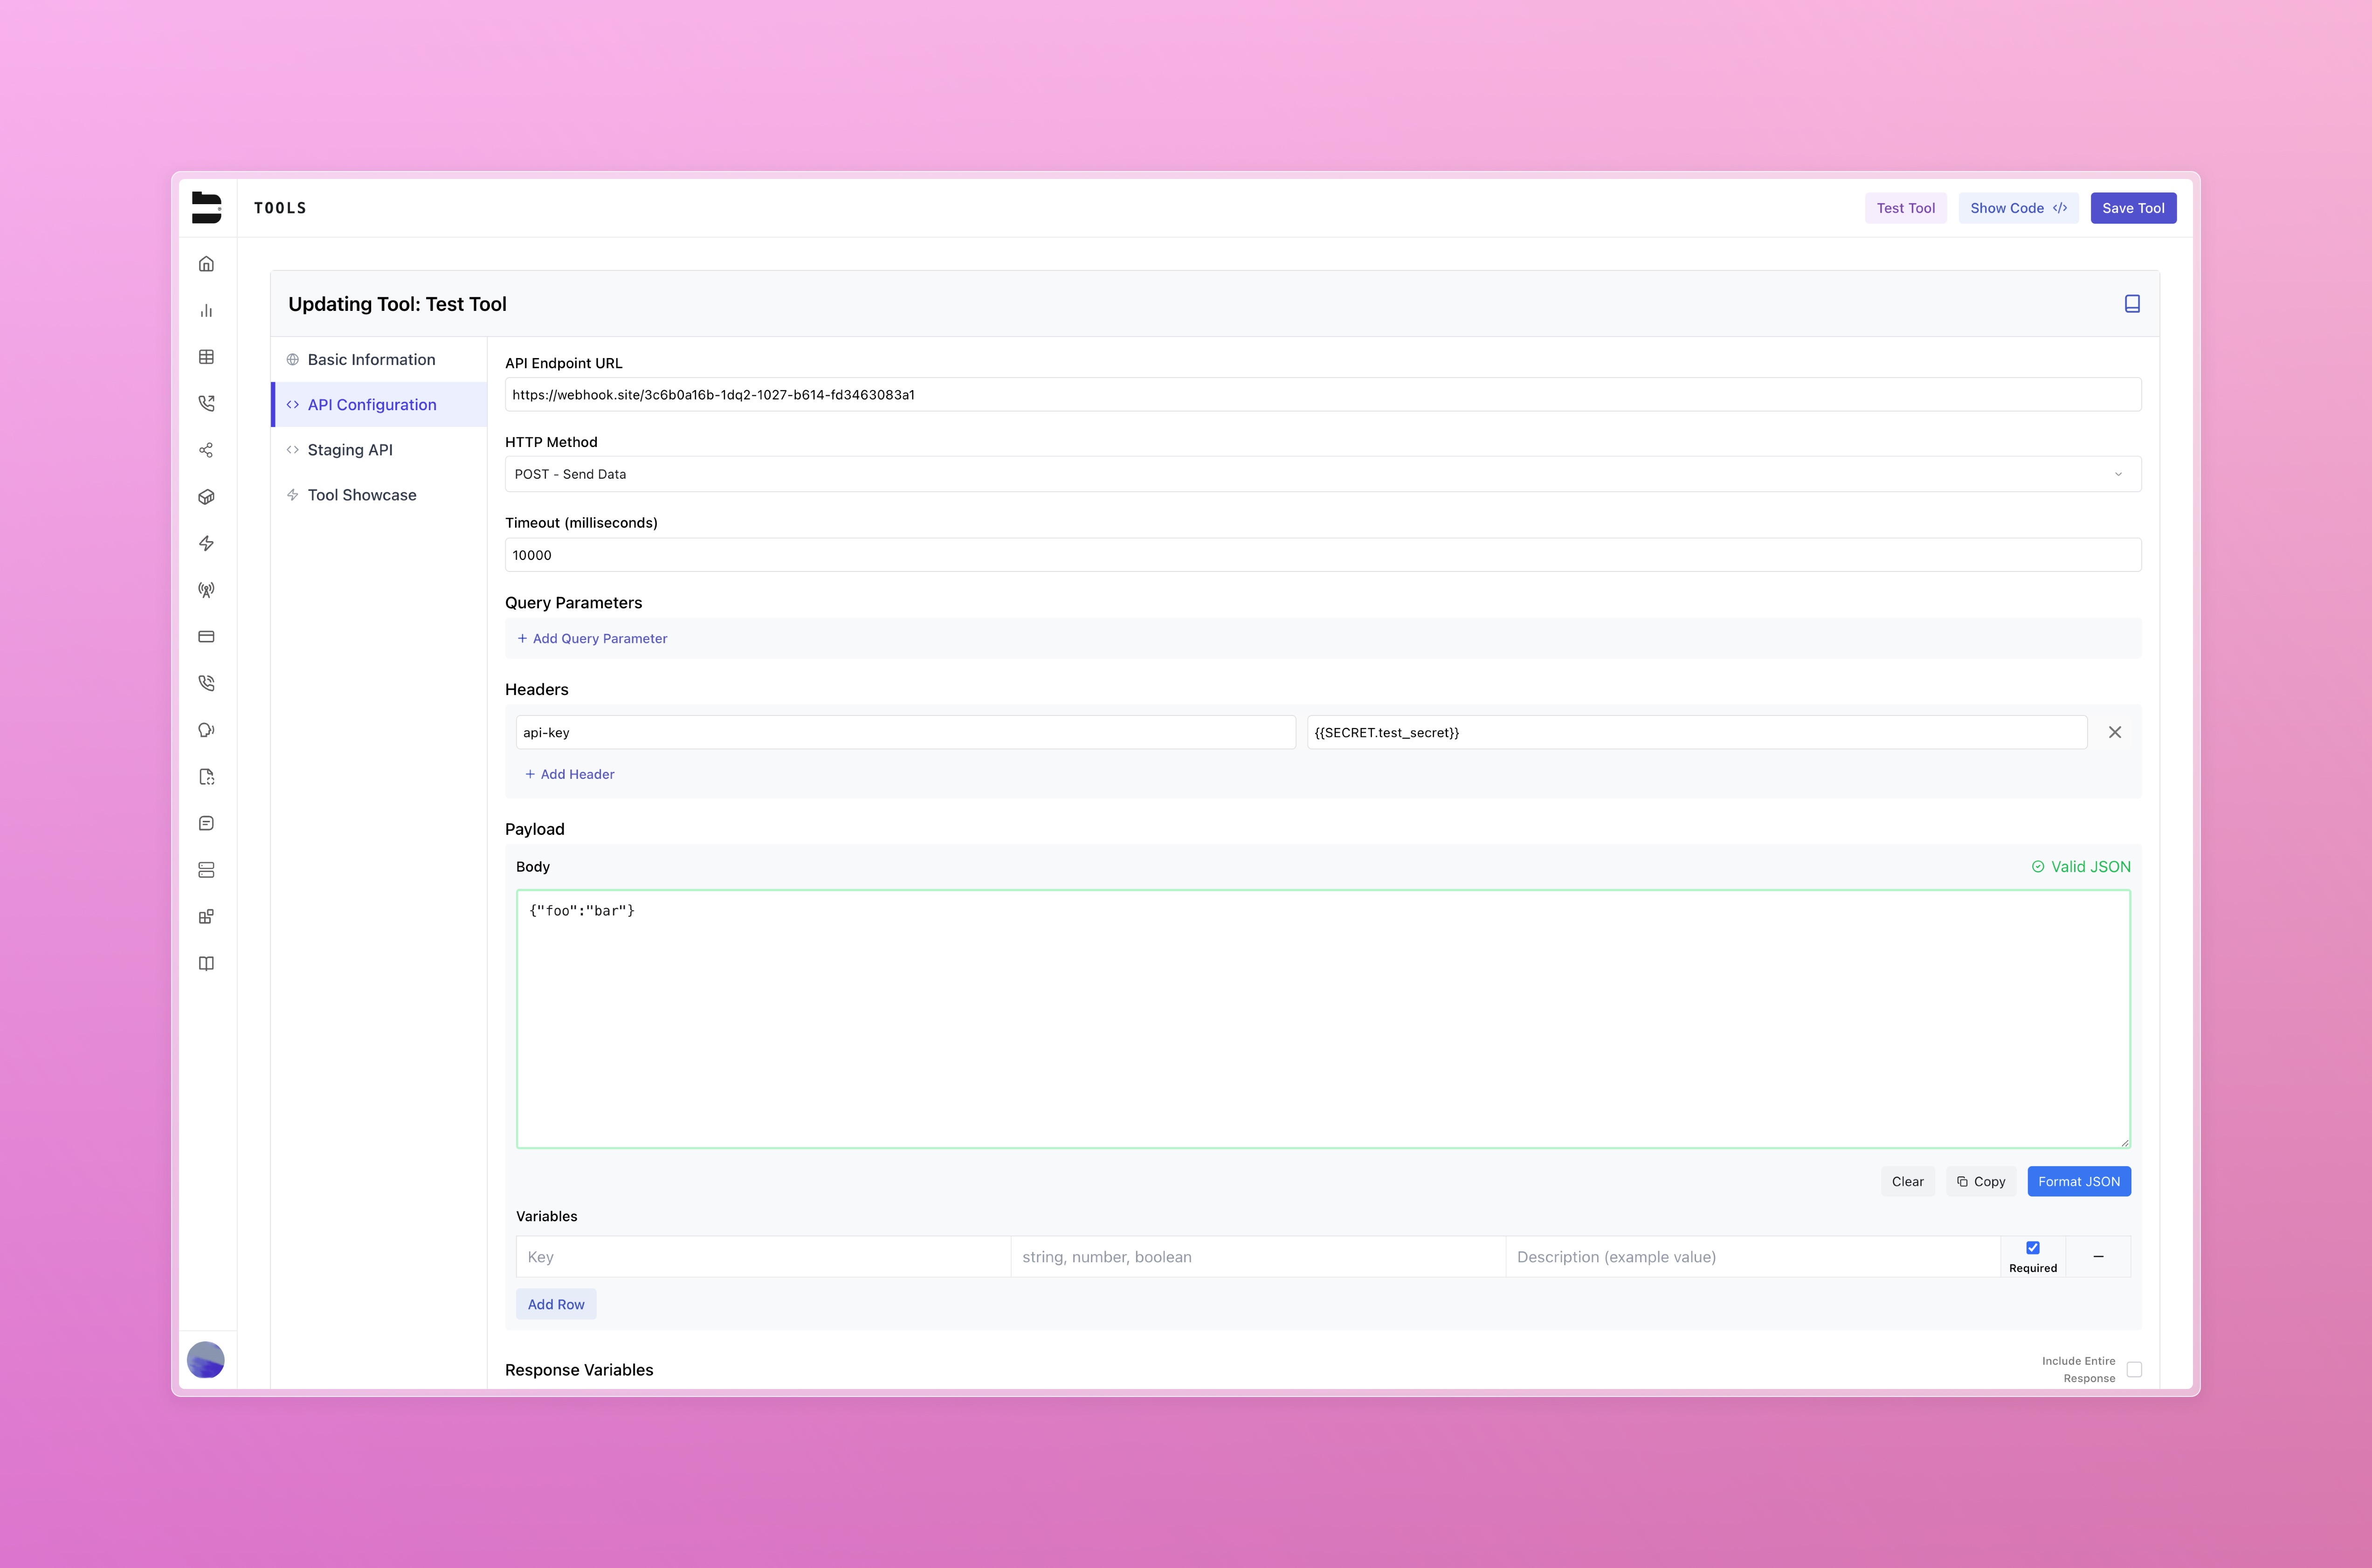 TOOLS
Test Tool
Show Code </>
Save Tool
Updating Tool: Test Tool
Basic Information
API Configuration
Staging API
Tool Showcase
API Endpoint URL
https://webhook.site/3c6b0a16b-1dq2-1027-b614-fd3463083a1
HTTP Method
POST - Send Data
Timeout (milliseconds)
10000
Query Parameters
+ Add Query Parameter
Headers
api-key
{{SECRET.test_secret}}
+ Add Header
Payload
Body
Valid JSON
{"foo":"bar"}
Clear
Copy
Format JSON
Variables
Key
string, number, boolean
Description (example value)
Required
Add Row
Response Variables
Include Entire
Response